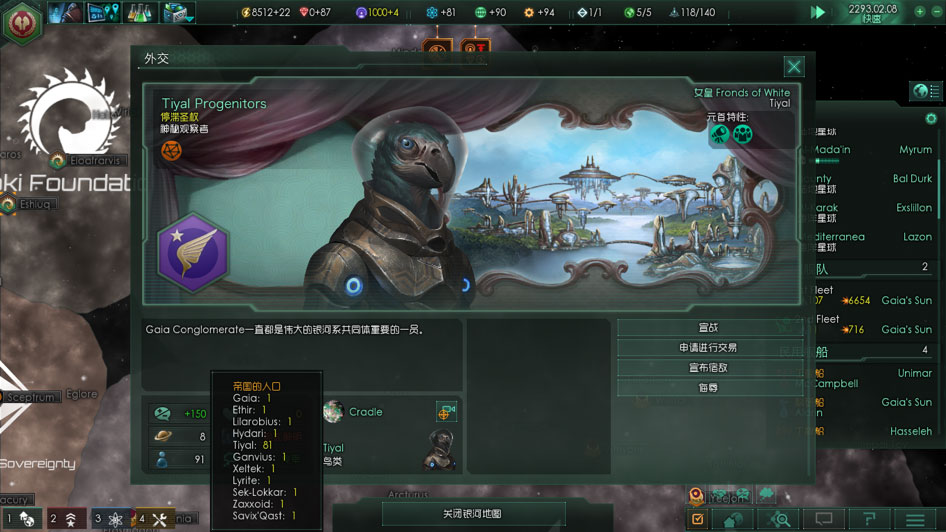 8512+22
0+87
1000+4
+81
+90
+94
1/1
5/5
118/140
2293.02.08
快速
外交
Tiyal Progenitors
停滞圣权
神秘观察者
女皇 Fronds of White
Tiyal
元首特性:
Eloafrarvis
Eshiuq
Sceptrum
Eglore
Sovereignty
Gaia Conglomerate一直都是伟大的银河系共同体重要的一员。
宣战
申请进行交易
宣布宿敌
侮辱
+150
8
91
Cradle
Tiyal
鸟类
帝国的人口
Gaia: 1
Ethir: 1
Lilarobius: 1
Hydari: 1
Tiyal: 81
Ganvius: 1
Xeltek: 1
Lyrite: 1
Sek-Lokkar: 1
Zaxxoid: 1
Savix'Qast: 1
Mada'in
Myrum
Bal Durk
Exslillon
Lazon
2
6654
Gaia's Sun
716
Gaia's Sun
4
Unimar
Campbell
Gaia's Sun
Hasseleh
Arcturus
关闭银河地图
1
2
3
4